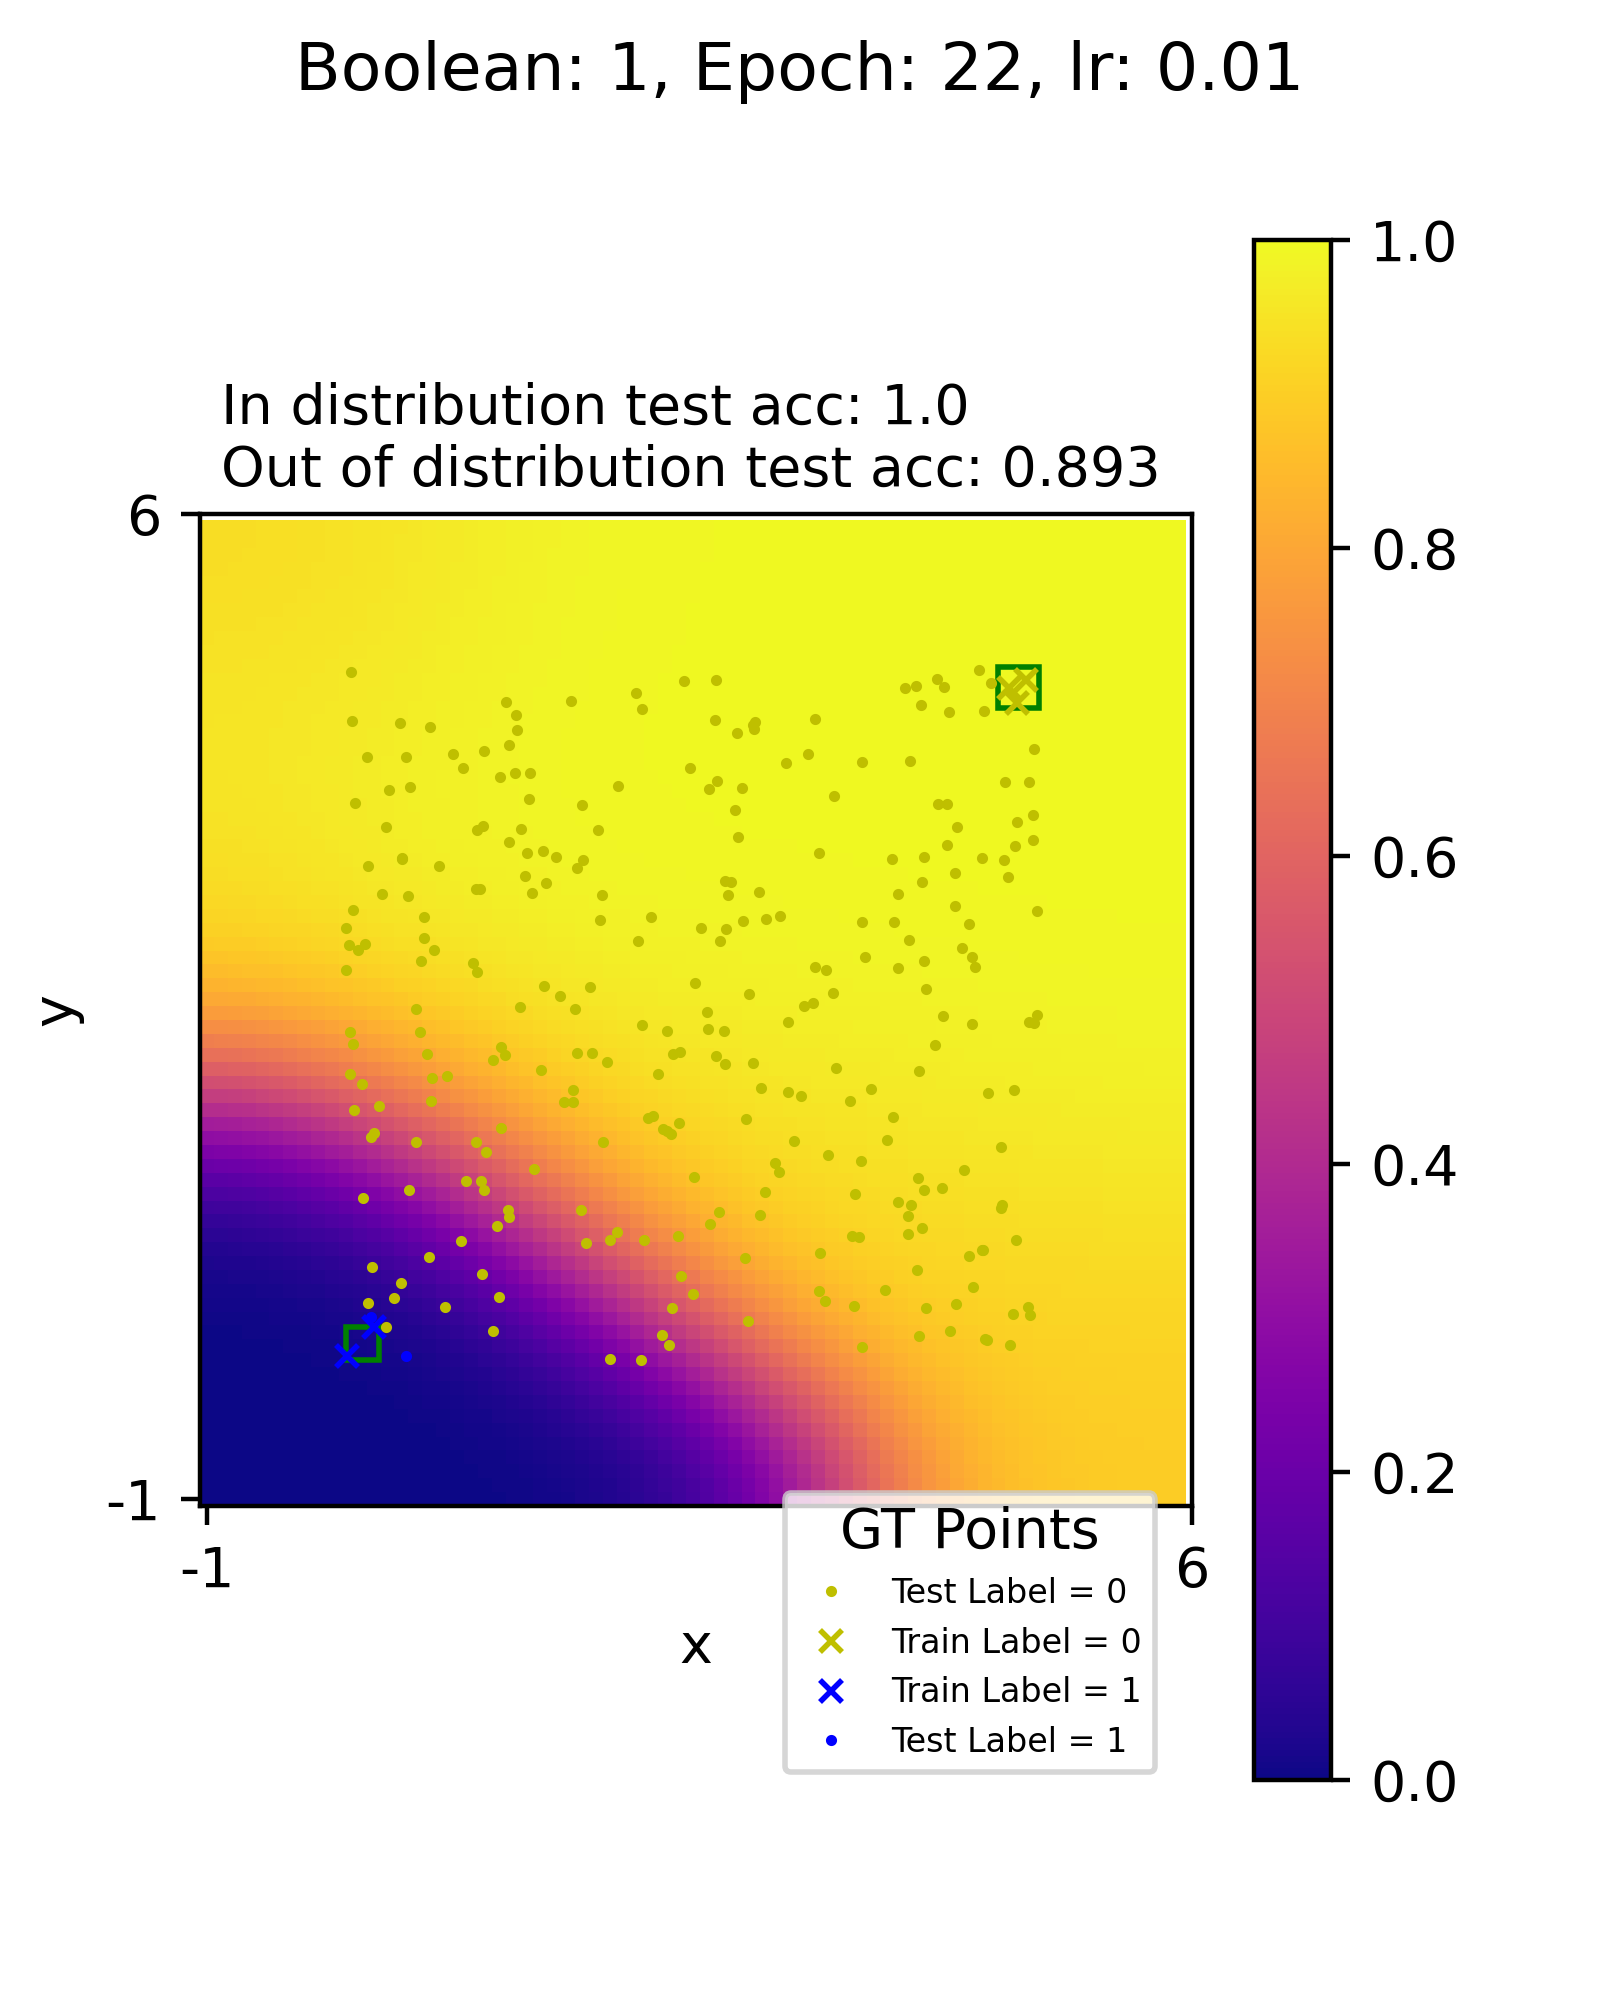 Boolean: 1, Epoch: 22, lr: 0.01
In distribution test acc: 1.0
Out of distribution test acc: 0.893
6
y
-1
-1
6
x
GT Points
Test Label = 0
Train Label = 0
Train Label = 1
Test Label = 1
1.0
0.8
0.6
0.4
0.2
0.0